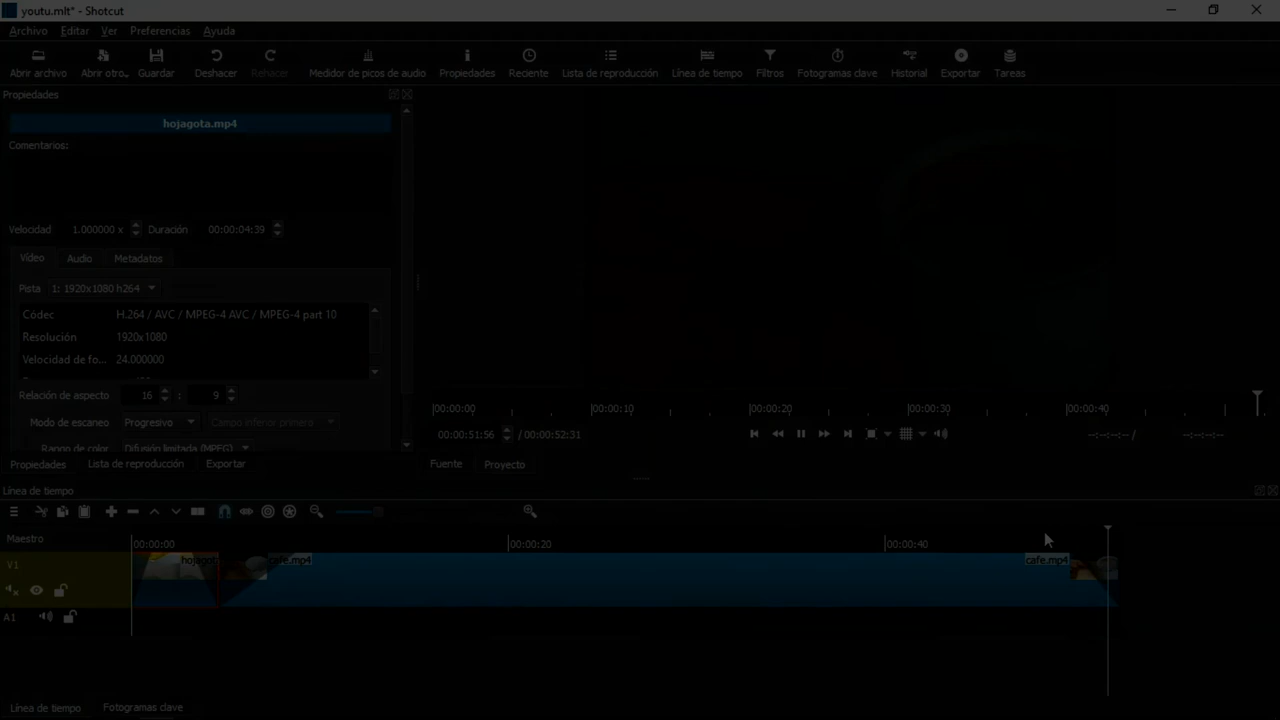 youtu.mlt* - Shotcut
Archivo Editar Ver Preferencias Ayuda
Abrir archivo Abrir otro.. Guardar Deshacer Rehacer Medidor de picos de audio Propiedades Reciente Lista de reproducción Línea de tiempo Filtros Fotogramas clave Historial Exportar Tareas
Propiedades
hojagota.mp4
Comentarios:
Velocidad 1.000000 x Duración 00:00:04:39
Vídeo Audio Metadatos
Pista 1: 1920x1080 h264
Códec H.264 / AVC / MPEG-4 AVC / MPEG-4 part 10
Resolución 1920x1080
Velocidad de fo... 24.000000
Relación de aspecto 16 : 9
Modo de escaneo Progresivo Campo inferior primero
Rango de color Difusión limitada (MPEG)
00:00:00 00:00:10 00:00:20 00:00:30 00:00:40
00:00:51:56 / 00:00:52:31 --:--:--:-- / --:--:--:--
Propiedades Lista de reproducción Exportar Fuente Proyecto
Línea de tiempo
Maestro 00:00:00 00:00:20 00:00:40
V1 hojagot cafe.mp4 cafe.mp4
A1
Línea de tiempo Fotogramas clave